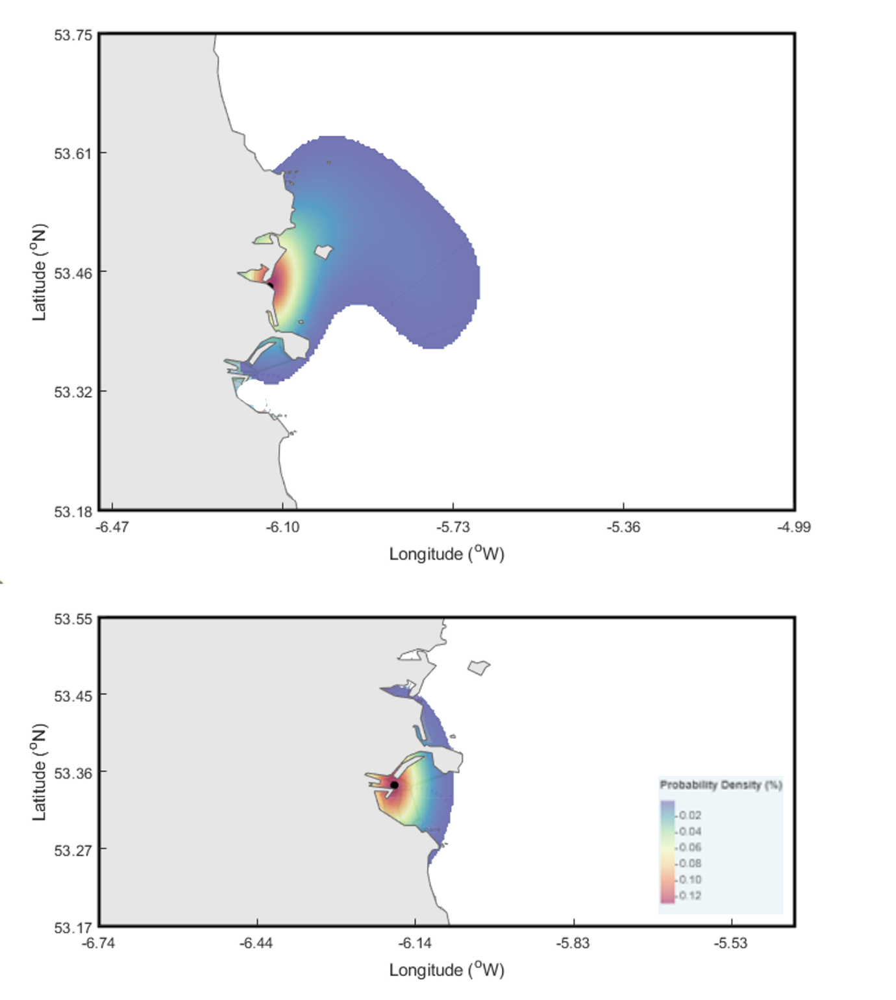 53.75
53.61
53.46
53.32
53.18
Latitude (°N)
-6.47 -6.10 -5.73 -5.36 -4.99
Longitude (°W)
53.55
53.45
53.36
53.27
53.17
Latitude (°N)
Probability Density (%)
-0.02
-0.04
-0.06
-0.08
-0.10
-0.12
-6.74 -6.44 -6.14 -5.83 -5.53
Longitude (°W)